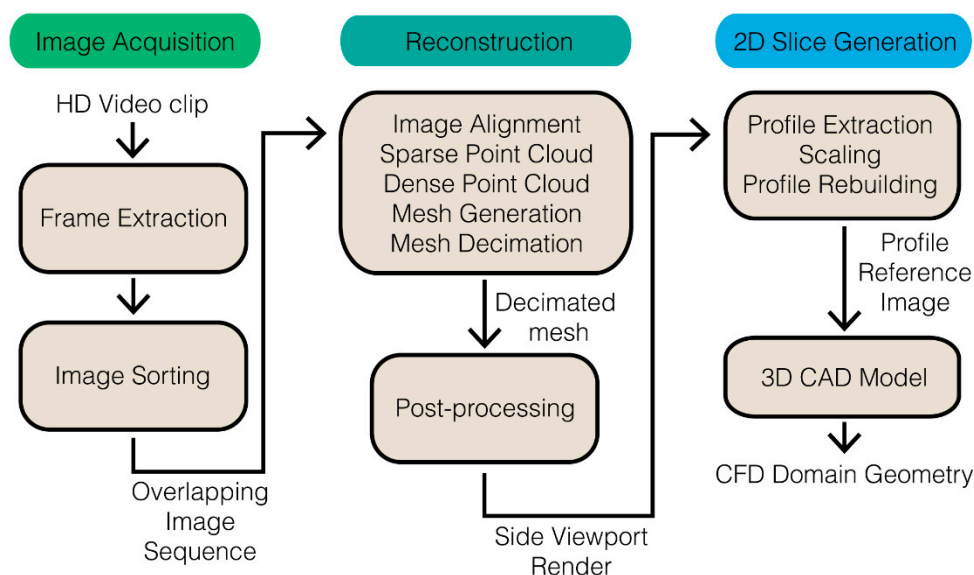 Image Acquisition
HD Video clip
Frame Extraction
Image Sorting
Overlapping
Image
Sequence
Reconstruction
Image Alignment
Sparse Point Cloud
Dense Point Cloud
Mesh Generation
Mesh Decimation
Decimated
mesh
Post-processing
Side Viewport
Render
2D Slice Generation
Profile Extraction
Scaling
Profile Rebuilding
Profile
Reference
Image
3D CAD Model
CFD Domain Geometry